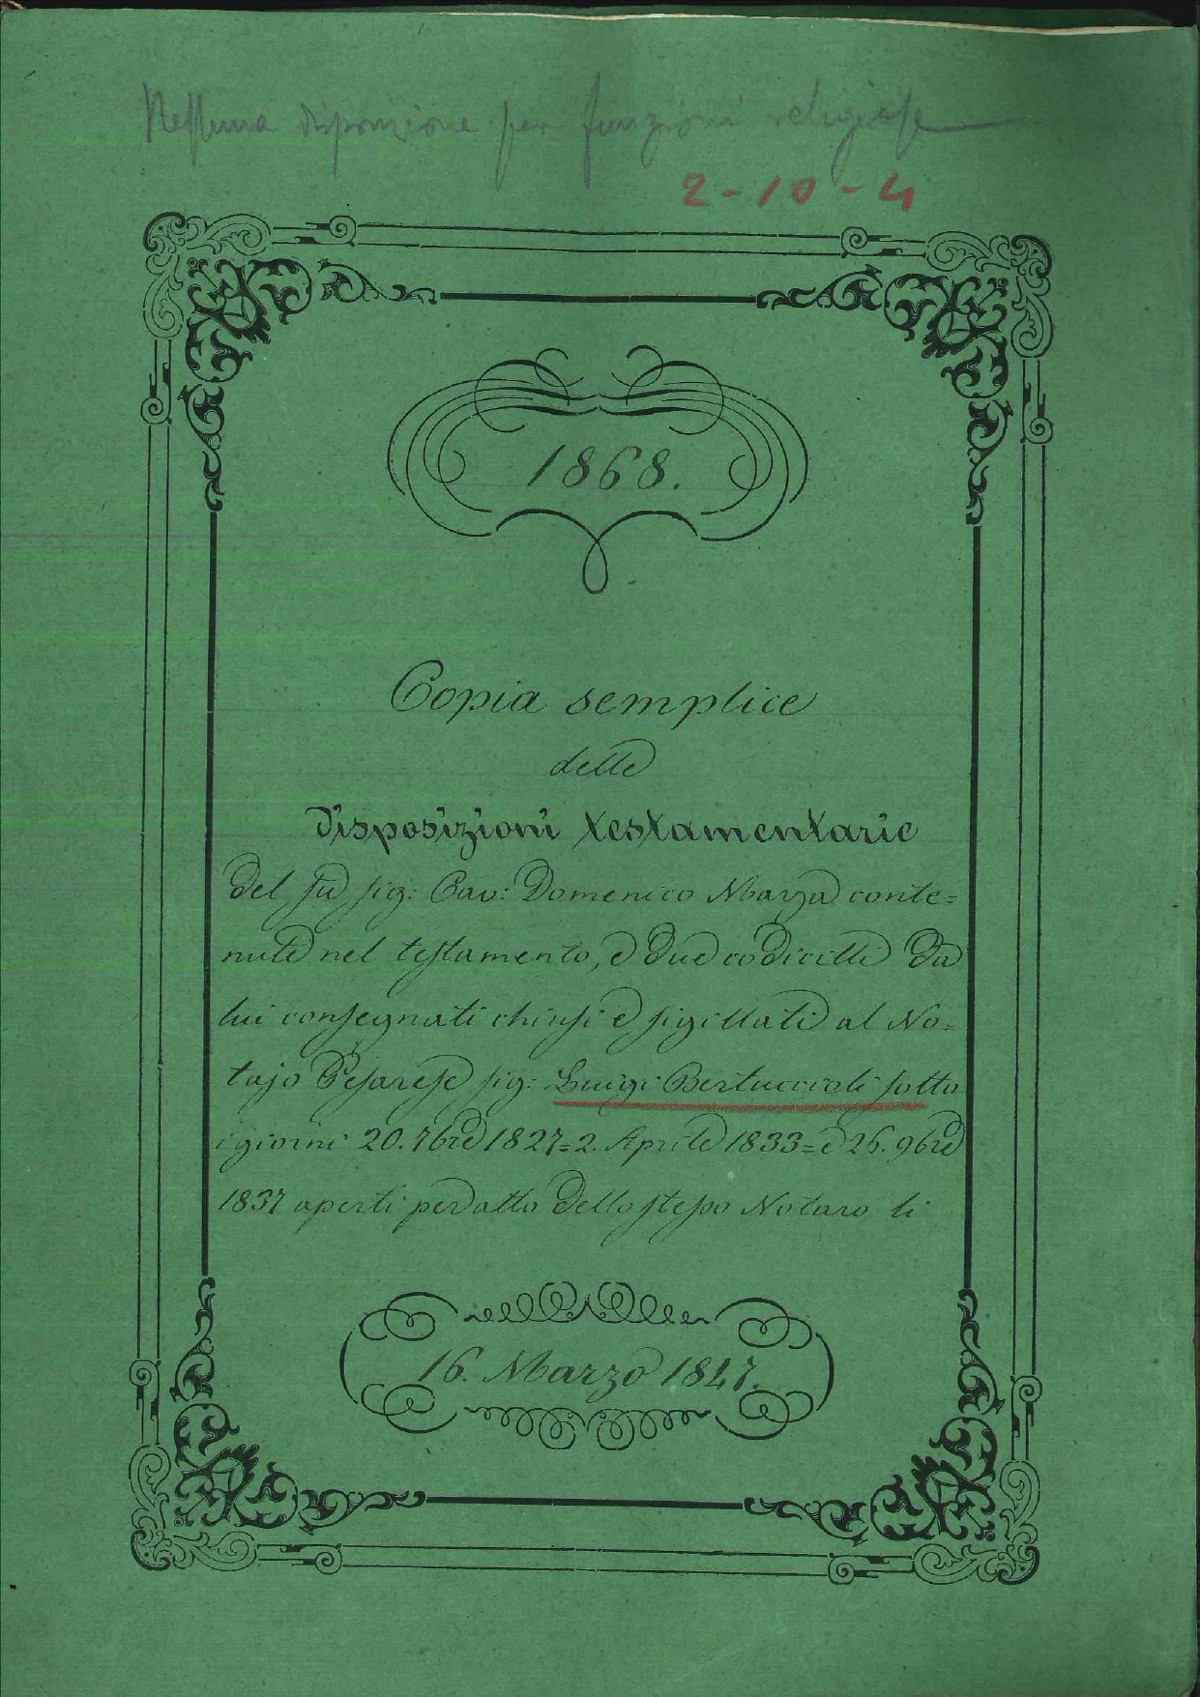 Nessuna disposizione per funzioni religiose
2-10-4
1868.
Copia semplice
delle
Disposizioni testamentarie
del fu sig: Cav: Domenico Mazza conte=
nute nel testamento, e due codicilli da
lui consegnati chiusi e sigillati al No=
tajo Pesarese sig: Luigi Bertuccioli sotto
i giorni 20. 7bre 1827=2. Aprile 1833=e 26. 9bre
1837 aperti per atto dello stesso Notaro li
16. Marzo 1847.